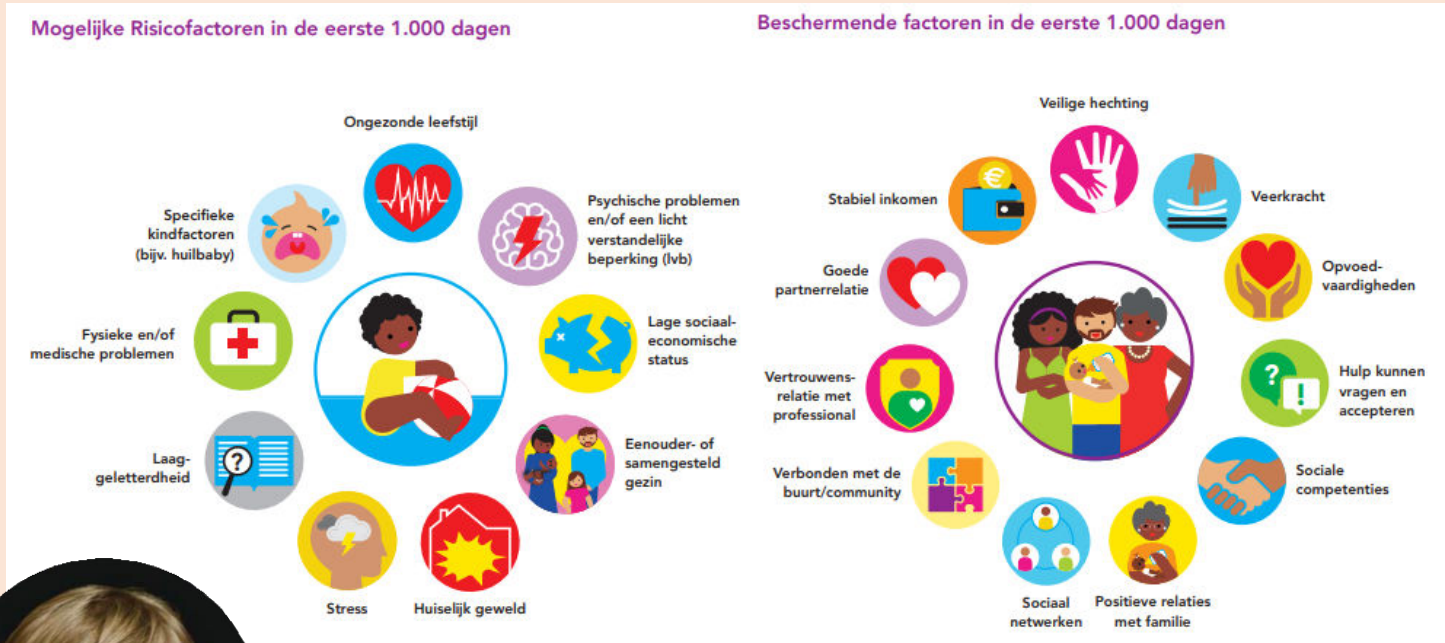 Mogelijke Risicofactoren in de eerste 1.000 dagen
Ongezonde leefstijl
Psychische problemen
en/of een licht
verstandelijke
beperking (lvb)
Lage sociaal-
economische
status
Eenouder- of
samengesteld
gezin
Huiselijk geweld
Stress
Laag-
geletterdheid
Fysieke en/of
medische problemen
Specifieke
kindfactoren
(bijv. huilbaby)
Beschermende factoren in de eerste 1.000 dagen
Veilige hechting
Veerkracht
Opvoed-
vaardigheden
Hulp kunnen
vragen en
accepteren
Sociale
competenties
Positieve relaties
met familie
Sociaal
netwerken
Verbonden met de
buurt/community
Vertrouwens-
relatie met
professional
Goede
partnerrelatie
Stabiel inkomen